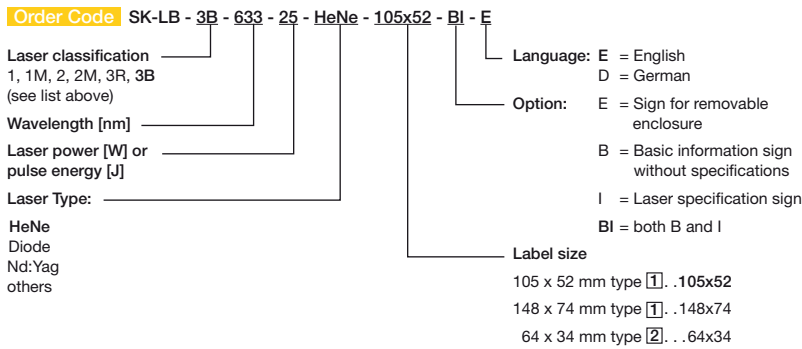 Order Code SK-LB - 3B - 633 - 25 - HeNe - 105x52 - BI - E
Laser classification
1, 1M, 2, 2M, 3R, 3B
(see list above)
Wavelength [nm]
Laser power [W] or
pulse energy [J]
Laser Type:
HeNe
Diode
Nd:Yag
others
Language: E = English
D = German
Option: E = Sign for removable
enclosure
B = Basic information sign
without specifications
I = Laser specification sign
BI = both B and I
Label size
105 x 52 mm type 1. .105x52
148 x 74 mm type 1. .148x74
64 x 34 mm type 2. . .64x34